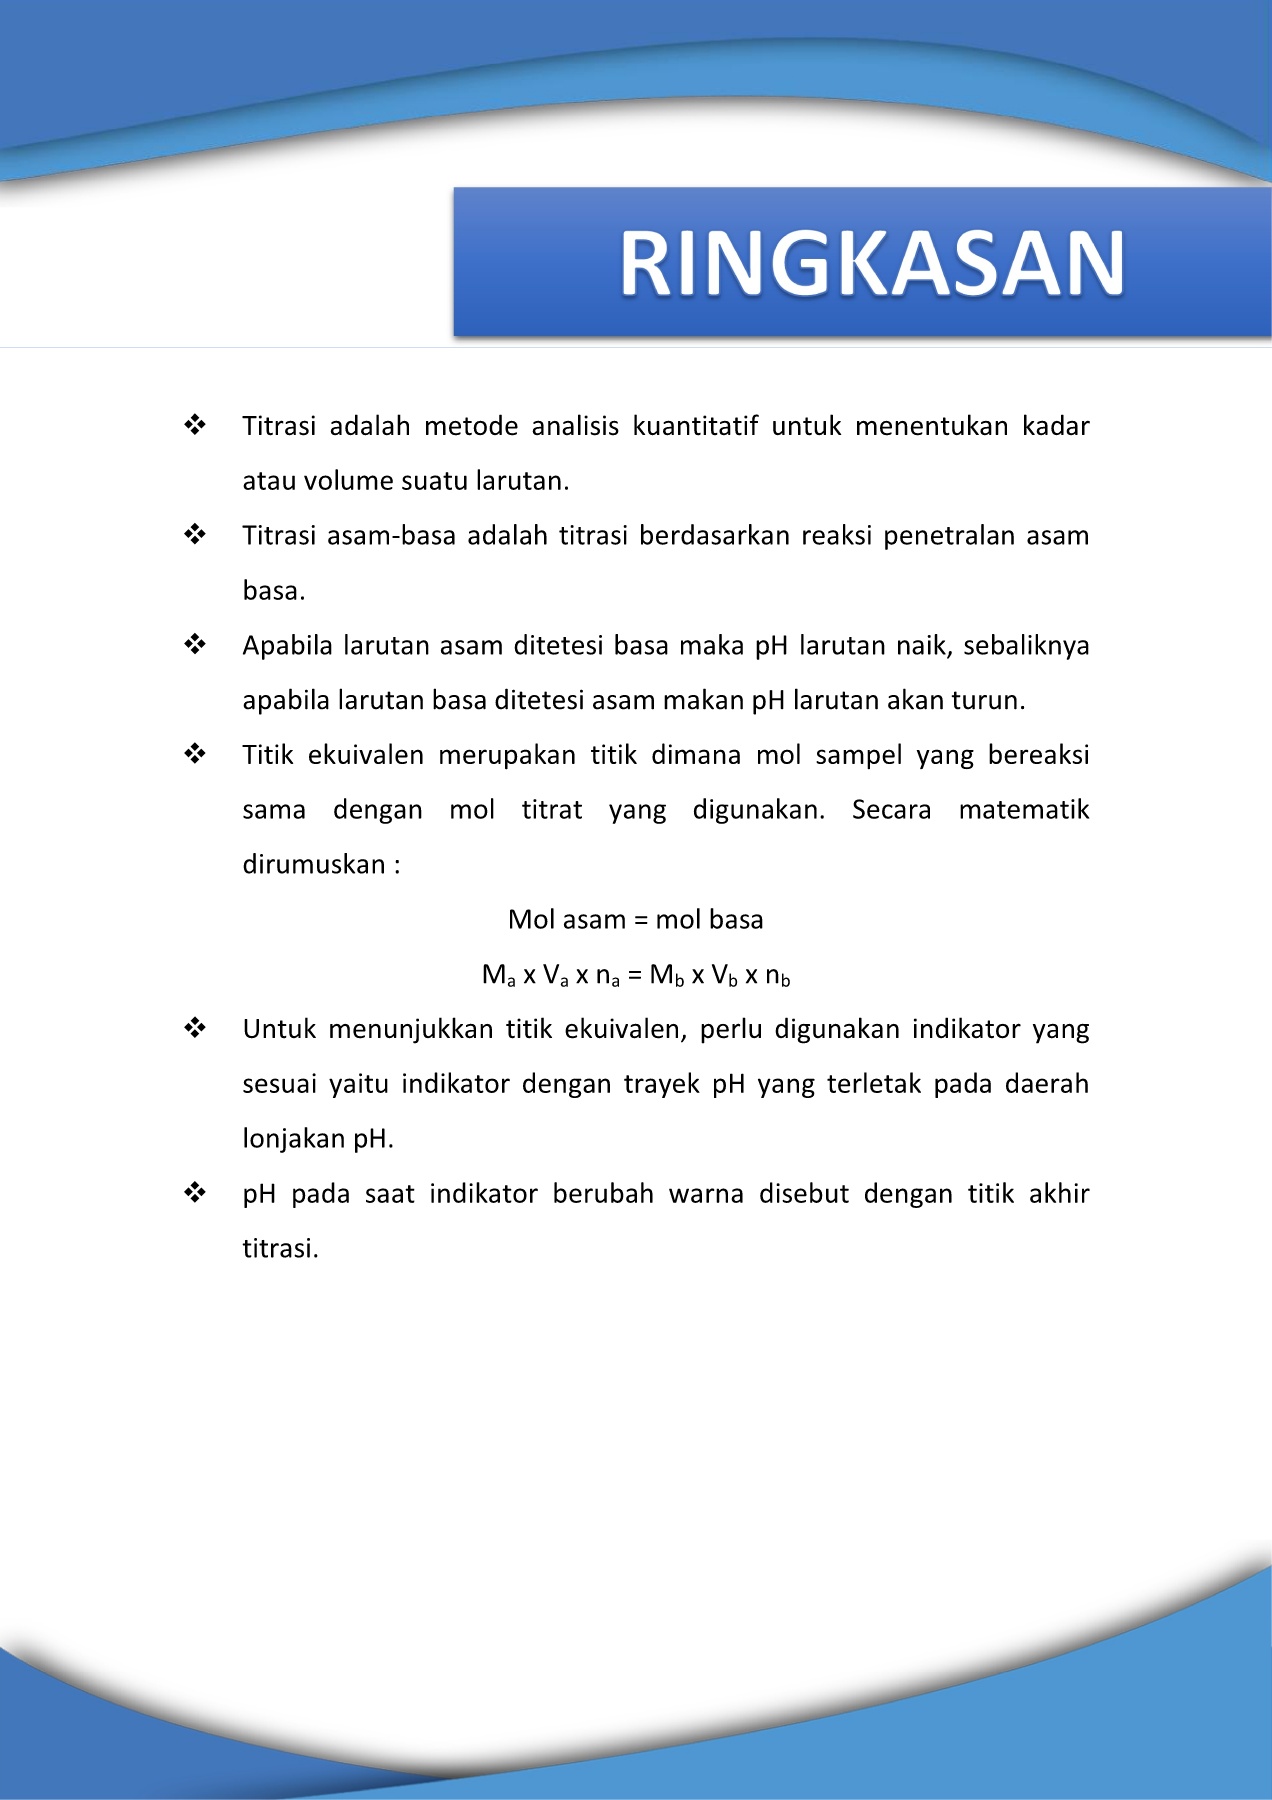 RINGKASAN
❖ Titrasi adalah metode analisis kuantitatif untuk menentukan kadar
atau volume suatu larutan.
❖ Titrasi asam-basa adalah titrasi berdasarkan reaksi penetralan asam
basa.
❖ Apabila larutan asam ditetesi basa maka pH larutan naik, sebaliknya
apabila larutan basa ditetesi asam makan pH larutan akan turun.
❖ Titik ekuivalen merupakan titik dimana mol sampel yang bereaksi
sama dengan mol titrat yang digunakan. Secara matematik
dirumuskan :
Mol asam = mol basa
Mₐ x Vₐ x nₐ = M_b x V_b x n_b
❖ Untuk menunjukkan titik ekuivalen, perlu digunakan indikator yang
sesuai yaitu indikator dengan trayek pH yang terletak pada daerah
lonjakan pH.
❖ pH pada saat indikator berubah warna disebut dengan titik akhir
titrasi.